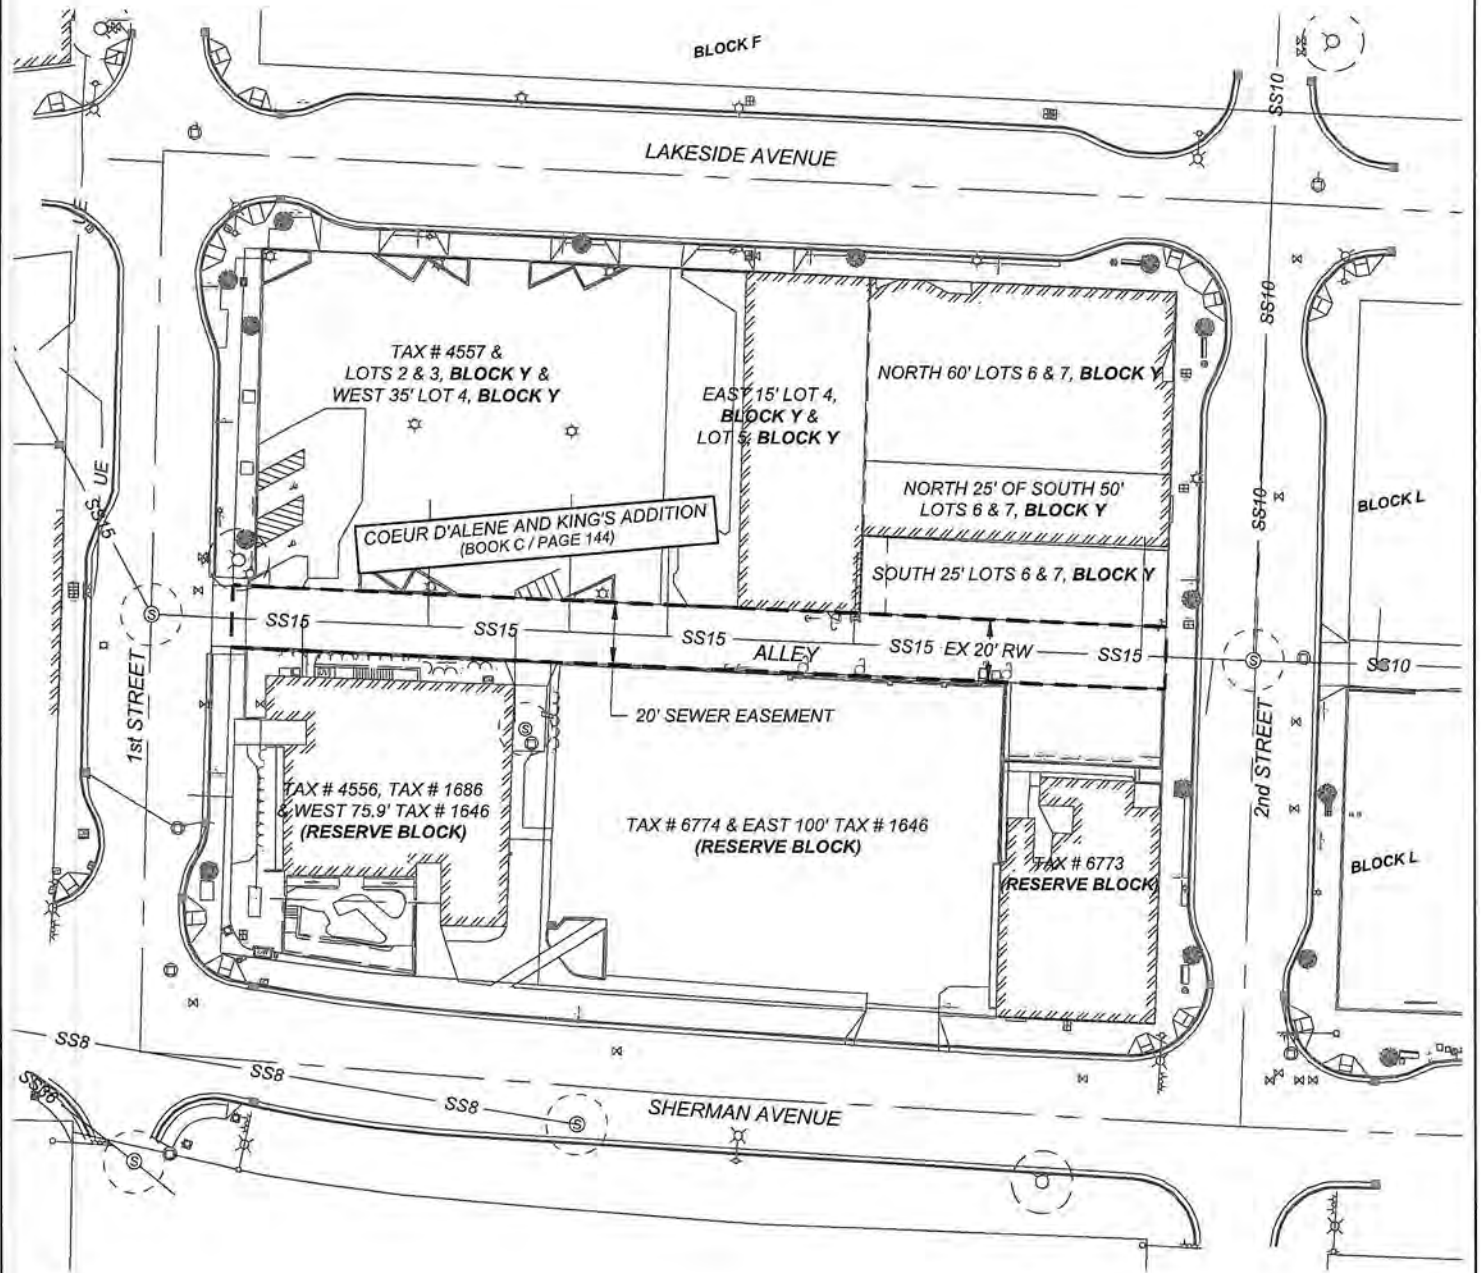 BLOCK F
SS10
LAKESIDE AVENUE
SS10
TAX # 4557 &
LOTS 2 & 3, BLOCK Y &
WEST 35' LOT 4, BLOCK Y
EAST 15' LOT 4,
BLOCK Y &
LOT 5, BLOCK Y
NORTH 60' LOTS 6 & 7, BLOCK Y
UE
SS15
NORTH 25' OF SOUTH 50'
LOTS 6 & 7, BLOCK Y
SS10
BLOCK L
COEUR D'ALENE AND KING'S ADDITION
(BOOK C / PAGE 144)
SOUTH 25' LOTS 6 & 7, BLOCK Y
S
SS15
SS15
SS15
ALLEY
SS15
EX 20' RW
SS15
S
SS10
1st STREET
20' SEWER EASEMENT
S
2nd STREET
TAX # 4556, TAX # 1686
& WEST 75.9' TAX # 1646
(RESERVE BLOCK)
TAX # 6774 & EAST 100' TAX # 1646
(RESERVE BLOCK)
TAX # 6773
(RESERVE BLOCK)
BLOCK L
SS8
SS8
SS8
SS8
S
SHERMAN AVENUE
S